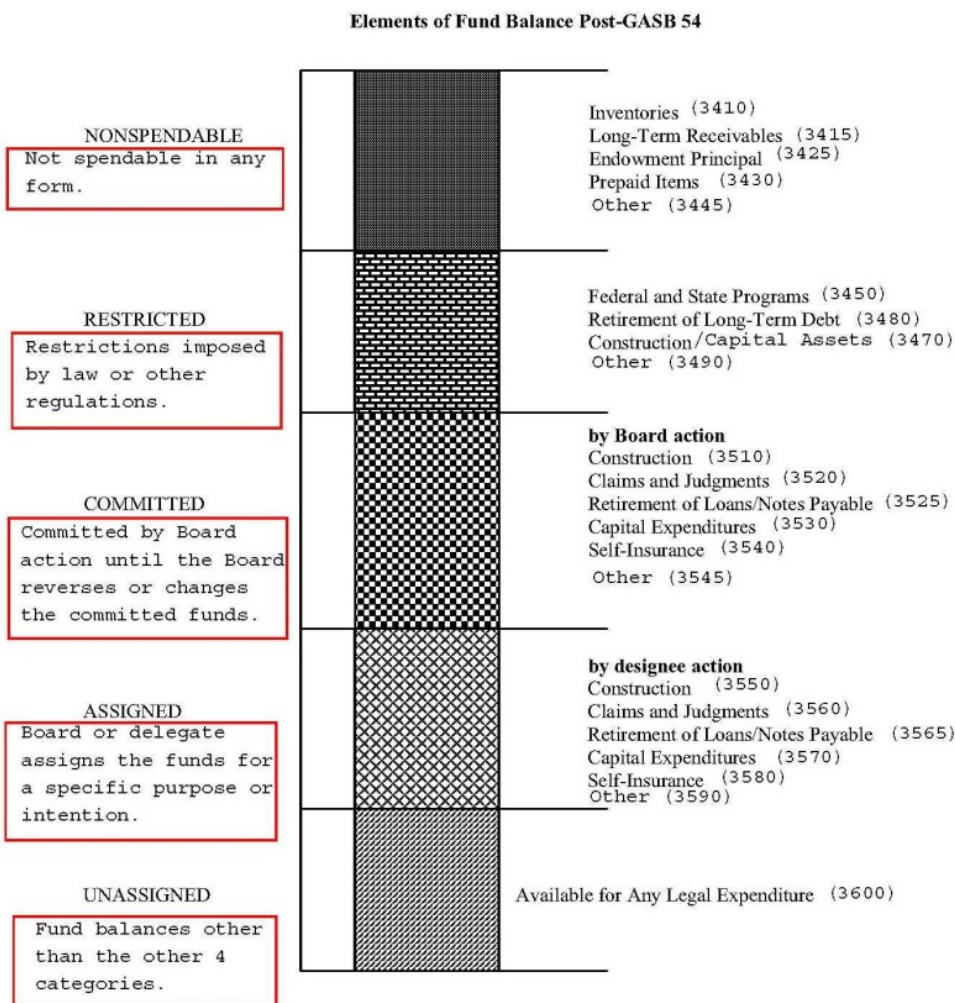 Elements of Fund Balance Post-GASB 54
NONSPENDABLE
Not spendable in any
form.
Inventories (3410)
Long-Term Receivables (3415)
Endowment Principal (3425)
Prepaid Items (3430)
Other (3445)
RESTRICTED
Restrictions imposed
by law or other
regulations.
Federal and State Programs (3450)
Retirement of Long-Term Debt (3480)
Construction/Capital Assets (3470)
Other (3490)
COMMITTED
Committed by Board
action until the Board
reverses or changes
the committed funds.
by Board action
Construction (3510)
Claims and Judgments (3520)
Retirement of Loans/Notes Payable (3525)
Capital Expenditures (3530)
Self-Insurance (3540)
Other (3545)
ASSIGNED
Board or delegate
assigns the funds for
a specific purpose or
intention.
by designee action
Construction (3550)
Claims and Judgments (3560)
Retirement of Loans/Notes Payable (3565)
Capital Expenditures (3570)
Self-Insurance (3580)
Other (3590)
UNASSIGNED
Fund balances other
than the other 4
categories.
Available for Any Legal Expenditure (3600)